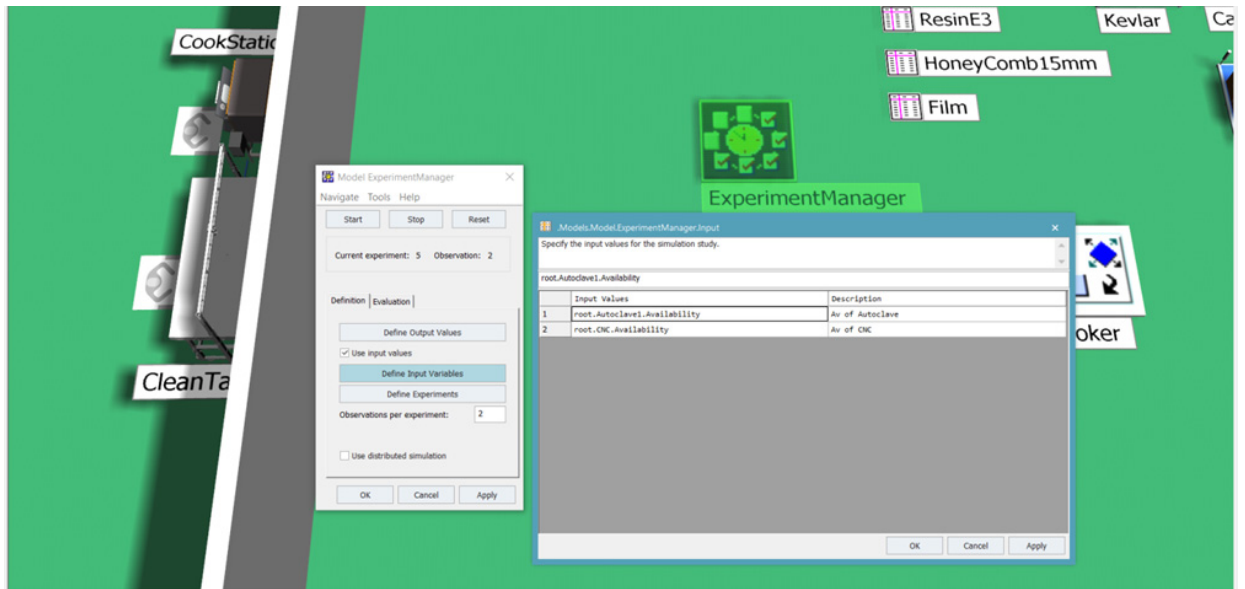 CookStatio
ResinE3
Kevlar
Ca
HoneyComb15mm
Film
ExperimentManager
CleanTa
oker
Model ExperimentManager
Navigate Tools Help
Start Stop Reset
Current experiment: 5 Observation: 2
Definition Evaluation
Define Output Values
Use input values
Define Input Variables
Define Experiments
Observations per experiment: 2
Use distributed simulation
OK Cancel Apply
.Models.Model.ExperimentManager.Input
Specify the input values for the simulation study.
root.Autoclave1.Availability
Input Values Description
1 root.Autoclave1.Availability Av of Autoclave
2 root.CNC.Availability Av of CNC
OK Cancel Apply